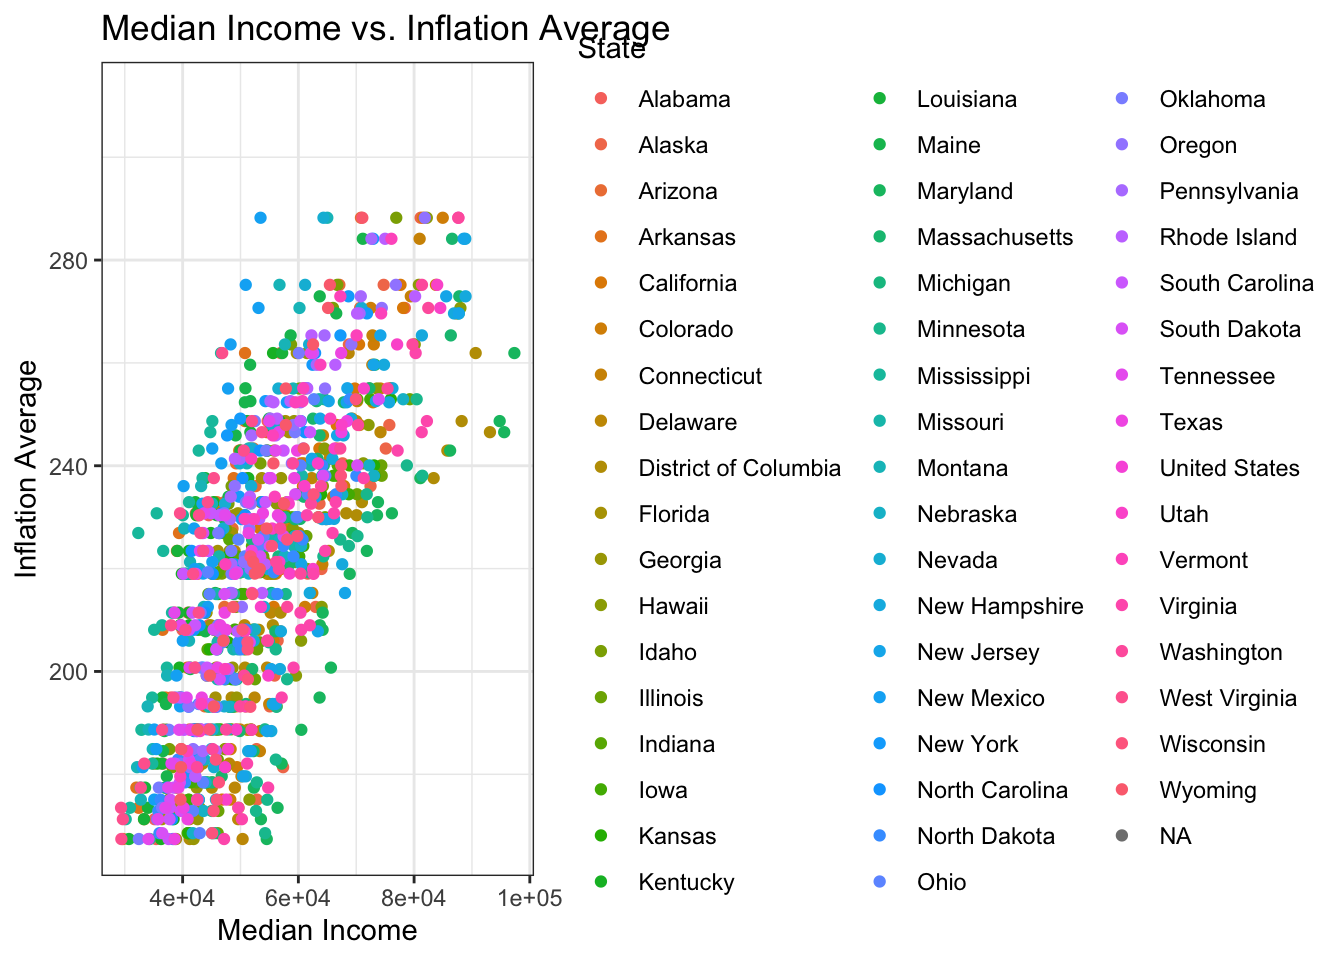 Median Income vs. Inflation Average
State
Alabama
Alaska
Arizona
Arkansas
California
Colorado
Connecticut
Delaware
District of Columbia
Florida
Georgia
Hawaii
Idaho
Illinois
Indiana
Iowa
Kansas
Kentucky
Louisiana
Maine
Maryland
Massachusetts
Michigan
Minnesota
Mississippi
Missouri
Montana
Nebraska
Nevada
New Hampshire
New Jersey
New Mexico
New York
North Carolina
North Dakota
Ohio
Oklahoma
Oregon
Pennsylvania
Rhode Island
South Carolina
South Dakota
Tennessee
Texas
United States
Utah
Vermont
Virginia
Washington
West Virginia
Wisconsin
Wyoming
NA
Inflation Average
280
240
200
4e+04 6e+04 8e+04 1e+05
Median Income